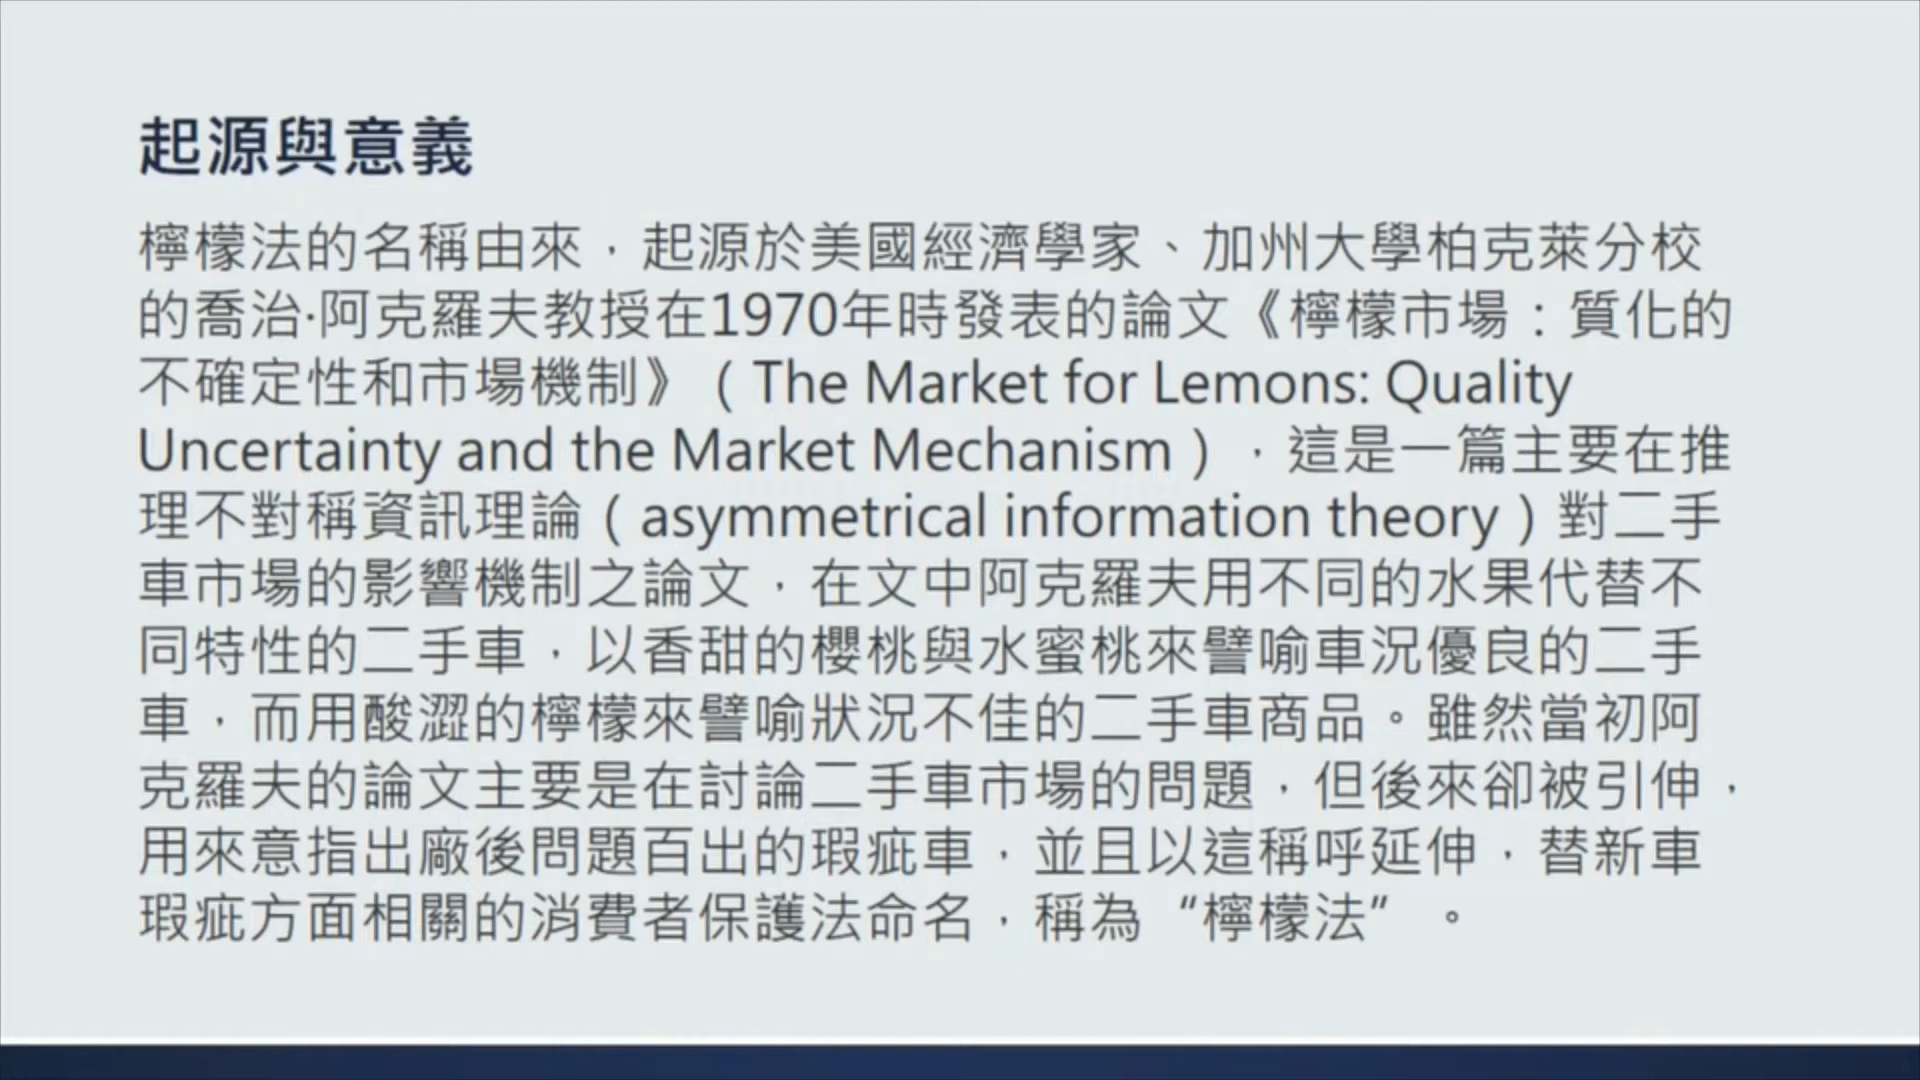 起源與意義
檸檬法的名稱由來，起源於美國經濟學家、加州大學柏克萊分校
的喬治·阿克羅夫教授在1970年時發表的論文《檸檬市場：質化的
不確定性和市場機制》（The Market for Lemons: Quality
Uncertainty and the Market Mechanism），這是一篇主要在推
理不對稱資訊理論（asymmetrical information theory）對二手
車市場的影響機制之論文，在文中阿克羅夫用不同的水果代替不
同特性的二手車，以香甜的櫻桃與水蜜桃來譬喻車況優良的二手
車，而用酸澀的檸檬來譬喻狀況不佳的二手車商品。雖然當初阿
克羅夫的論文主要是在討論二手車市場的問題，但後來卻被引伸，
用來意指出廠後問題百出的瑕疵車，並且以這稱呼延伸，替新車
瑕疵方面相關的消費者保護法命名，稱為“檸檬法”。